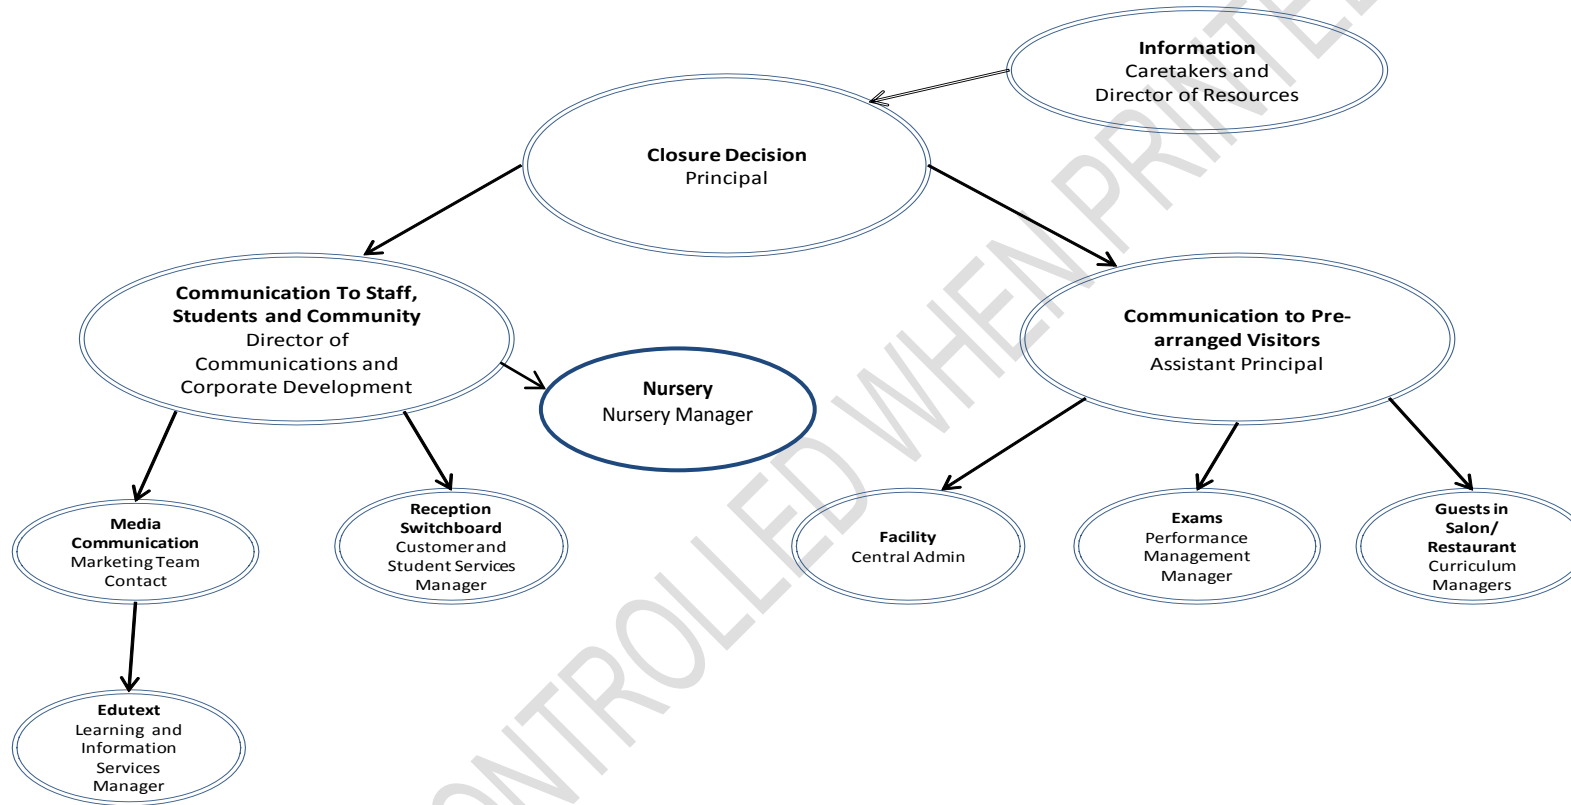 Information
Caretakers and
Director of Resources
Closure Decision
Principal
Communication To Staff,
Students and Community
Director of
Communications and
Corporate Development
Nursery
Nursery Manager
Communication to Pre-
arranged Visitors
Assistant Principal
Media
Communication
Marketing Team
Contact
Reception
Switchboard
Customer and
Student Services
Manager
Facility
Central Admin
Exams
Performance
Management
Manager
Guests in
Salon/
Restaurant
Curriculum
Managers
Edutext
Learning and
Information
Services
Manager
ONTROLLED WHEN PRINTE